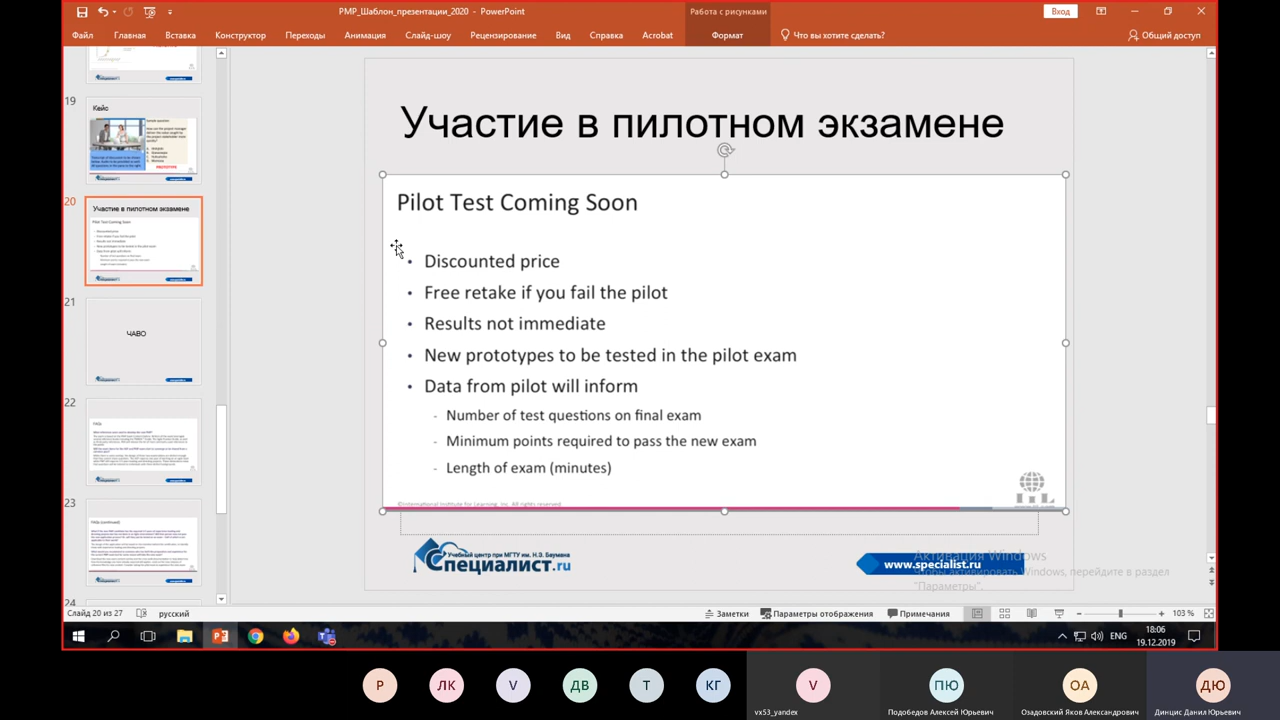 PMP_Шаблон_презентации_2020 - PowerPoint
Работа с рисунками
Вход
Файл
Главная
Вставка
Конструктор
Переходы
Анимация
Слайд-шоу
Рецензирование
Вид
Справка
Acrobat
Формат
Что вы хотите сделать?
Общий доступ
19
Кейс
20
Участие в пилотном экзамене
Pilot Test Coming Soon
21
ЧАВО
22
23
24
Участие в пилотном экзамене
Pilot Test Coming Soon
• Discounted price
• Free retake if you fail the pilot
• Results not immediate
• New prototypes to be tested in the pilot exam
• Data from pilot will inform
- Number of test questions on final exam
- Minimum points required to pass the new exam
- Length of exam (minutes)
©International Institute for Learning, Inc. All rights reserved.
Учебный центр при МГТУ им. Н.Э. Баумана
Специалист.ru
www.specialist.ru
Активация Windows
Чтобы активировать Windows, перейдите в раздел
"Параметры".
Слайд 20 из 27
русский
Заметки
Параметры отображения
Примечания
103 %
ENG
18:06
19.12.2019
Р
ЛК
V
ДВ
Т
КГ
V
ПЮ
ОА
ДЮ
vx53_yandex
Подобедов Алексей Юрьевич
Озадовский Яков Александрович
Динцис Данил Юрьевич